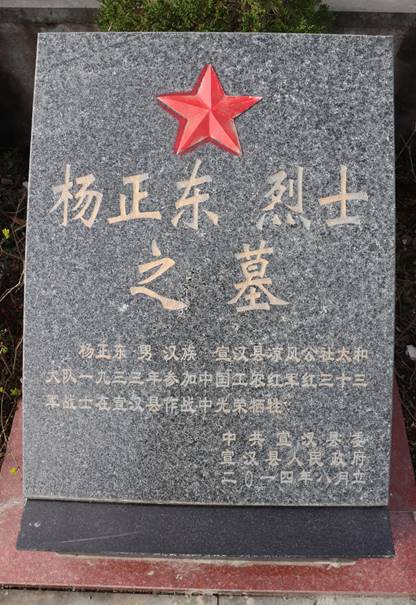 杨正东 烈士
之墓
杨正东 男 汉族 宣汉县凉风公社太和
大队一九三三年参加中国工农红军红三十三
军战士在宣汉县作战中光荣牺牲。
中共宣汉县委
宣汉县人民政府
二〇一四年八月立